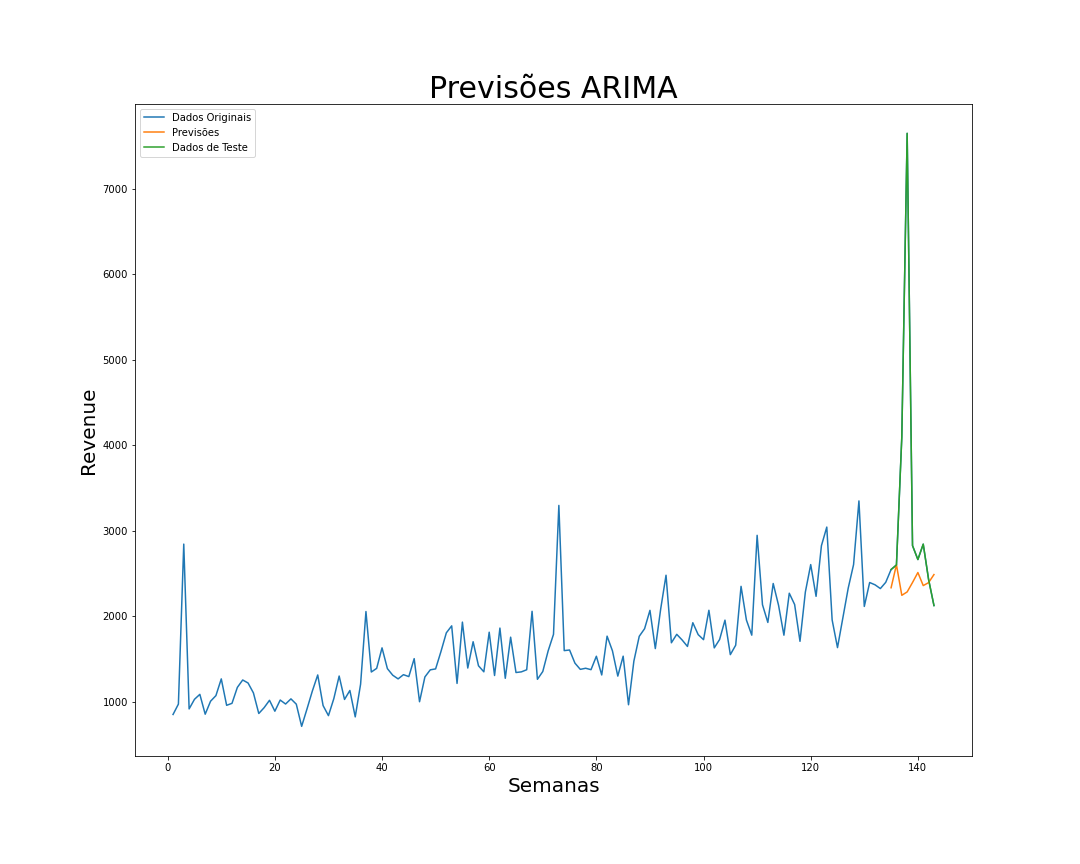 Previsões ARIMA
Dados Originais
Previsões
Dados de Teste
7000
6000
5000
4000
3000
2000
1000
Revenue
0 20 40 60 80 100 120 140
Semanas